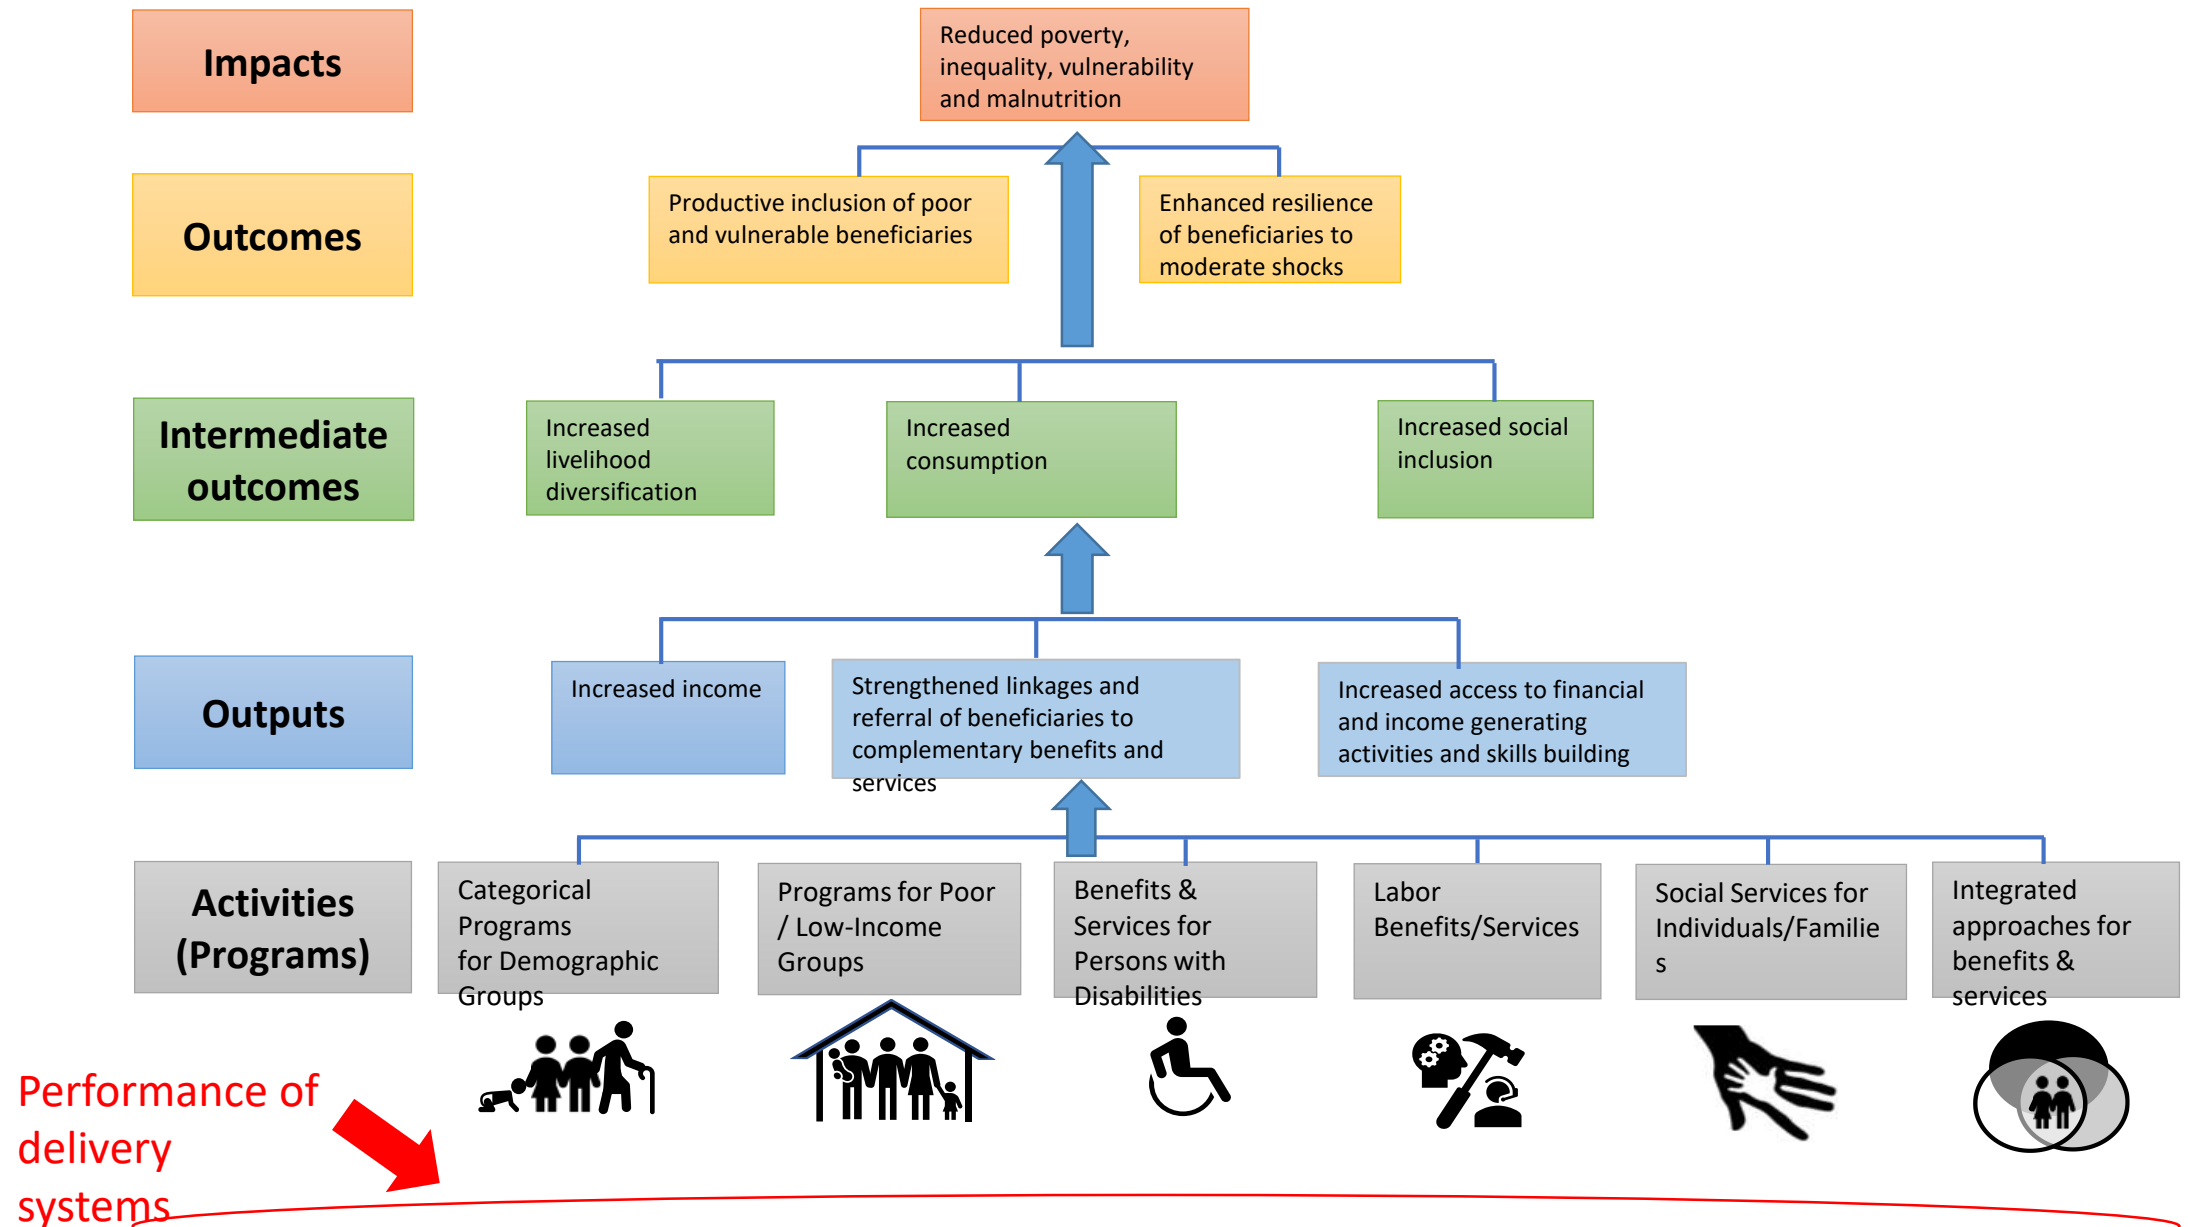 Impacts
Reduced poverty,
inequality, vulnerability
and malnutrition
Outcomes
Productive inclusion of poor
and vulnerable beneficiaries
Enhanced resilience
of beneficiaries to
moderate shocks
Intermediate
outcomes
Increased
livelihood
diversification
Increased
consumption
Increased social
inclusion
Outputs
Increased income
Strengthened linkages and
referral of beneficiaries to
complementary benefits and
services
Increased access to financial
and income generating
activities and skills building
Activities
(Programs)
Categorical
Programs
for Demographic
Groups
Programs for Poor
/ Low-Income
Groups
Benefits &
Services for
Persons with
Disabilities
Labor
Benefits/Services
Social Services for
Individuals/Familie
s
Integrated
approaches for
benefits &
services
Performance of
delivery
systems